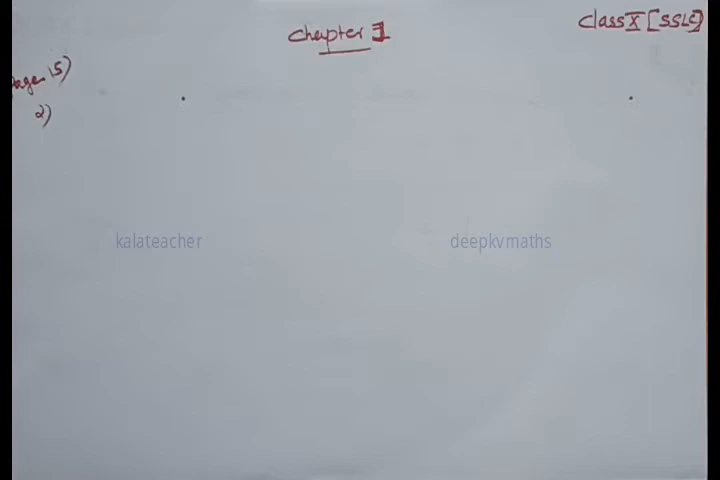 Class X [SSLC]
Chapter 1
Page 15)
2)
kalateacher deepkvmaths